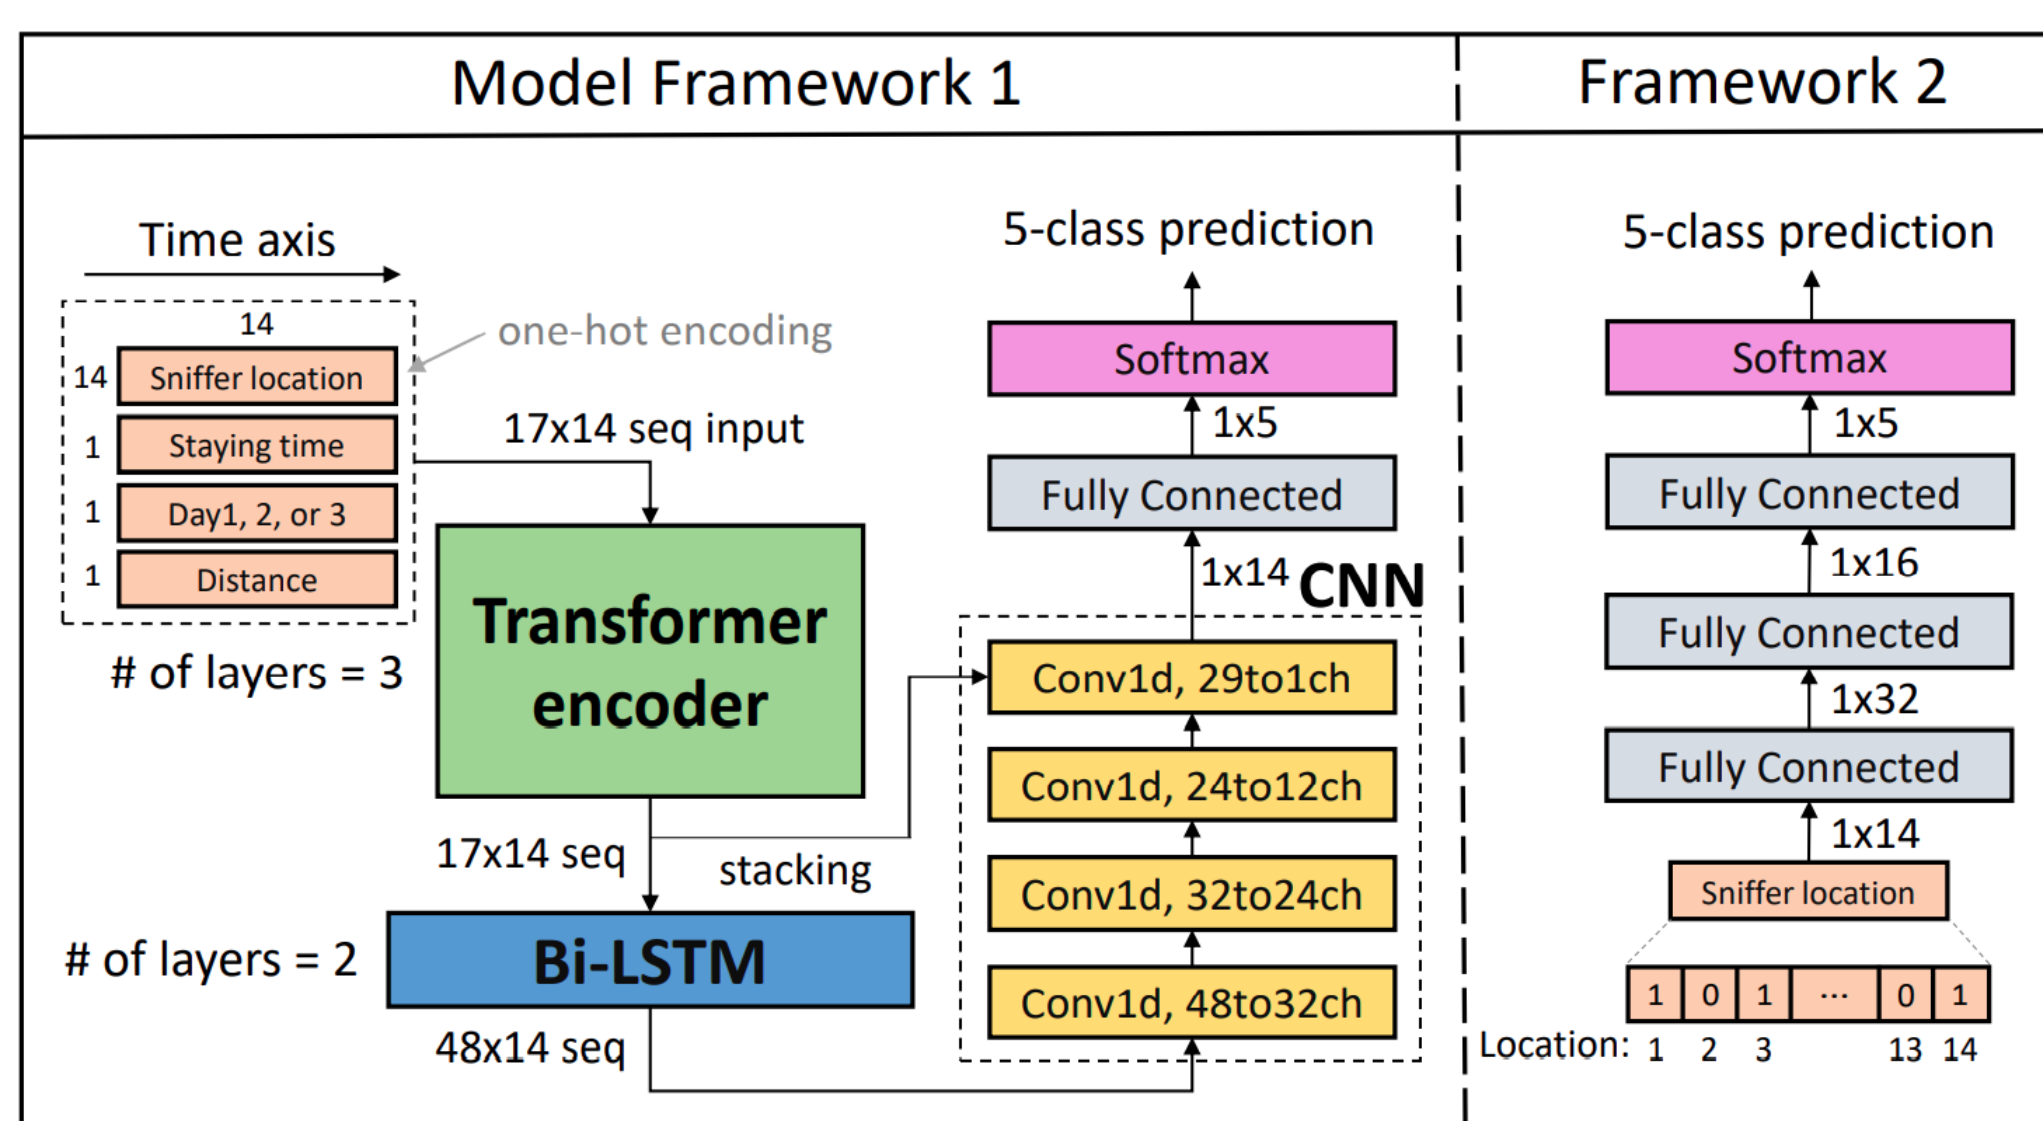 Model Framework 1
Framework 2
Time axis
14
one-hot encoding
14
Sniffer location
1
Staying time
1
Day1, 2, or 3
1
Distance
# of layers = 3
17x14 seq input
Transformer
encoder
17x14 seq
stacking
# of layers = 2
Bi-LSTM
48x14 seq
5-class prediction
Softmax
1x5
Fully Connected
1x14
CNN
Conv1d, 29to1ch
Conv1d, 24to12ch
Conv1d, 32to24ch
Conv1d, 48to32ch
5-class prediction
Softmax
1x5
Fully Connected
1x16
Fully Connected
1x32
Fully Connected
1x14
Sniffer location
1 0 1 ... 0 1
Location: 1 2 3 13 14